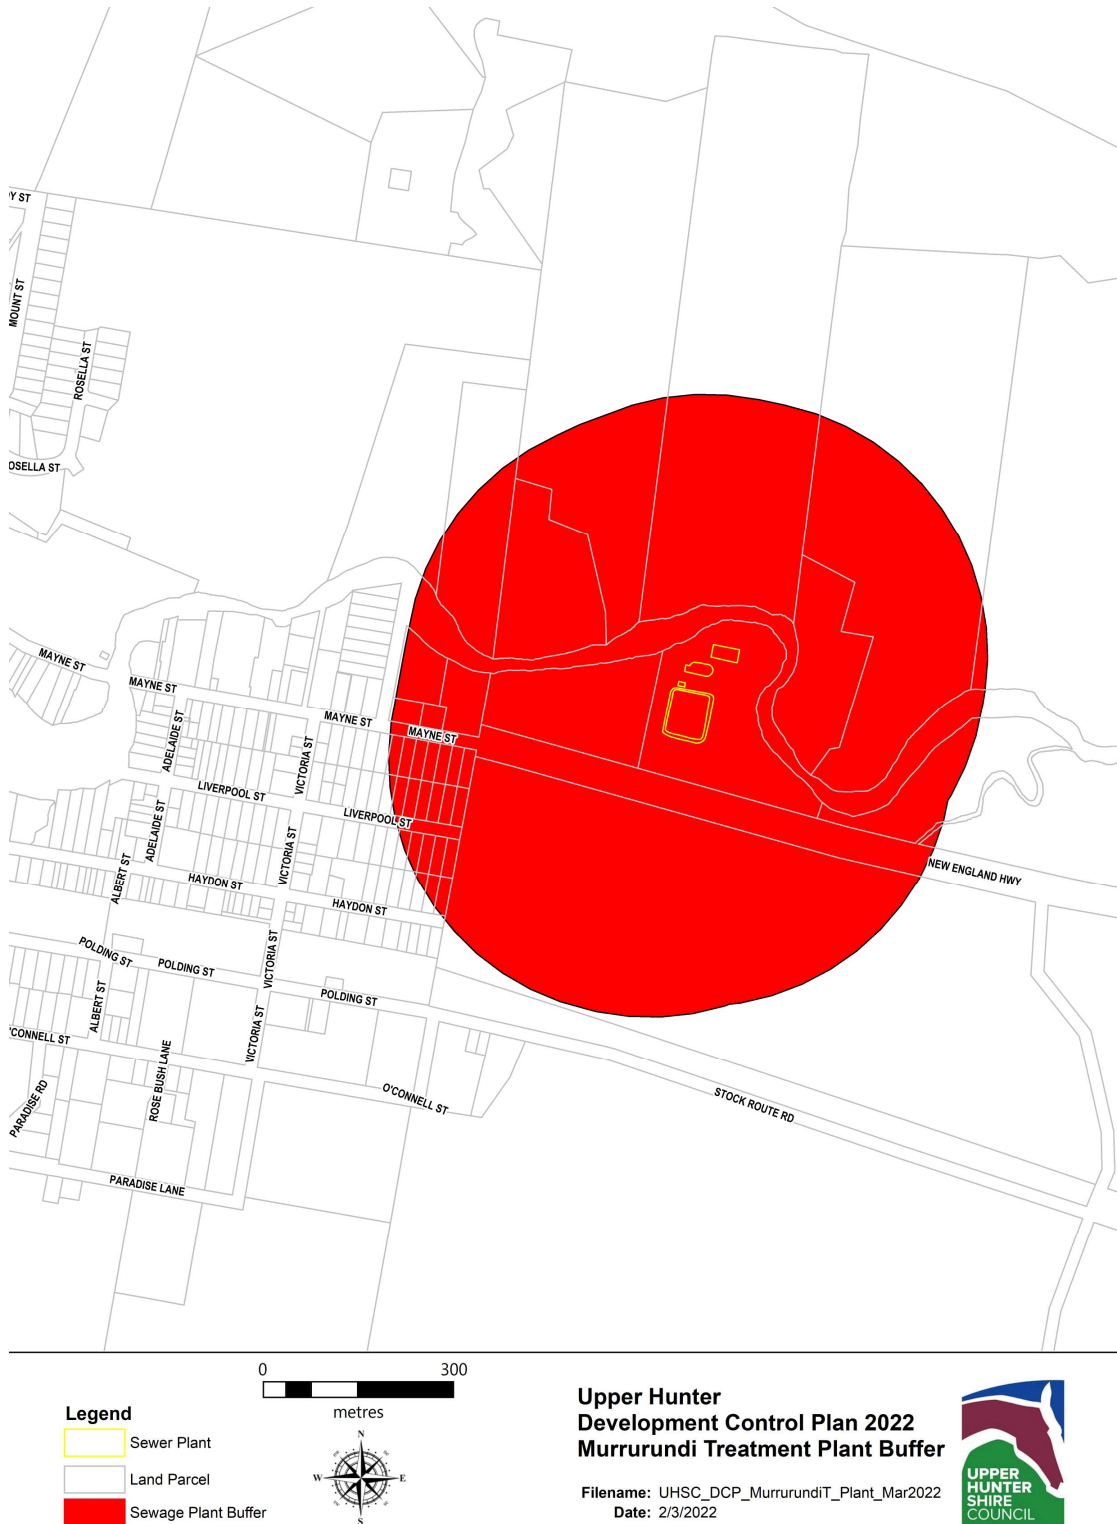 MOUNT ST
ROSELLA ST
MAYNE ST
MAYNE ST
MAYNE ST
MAYNE ST
ADELAIDE ST
VICTORIA ST
LIVERPOOL ST
LIVERPOOL ST
ADELAIDE ST
VICTORIA ST
ALBERT ST
HAYDON ST
HAYDON ST
NEW ENGLAND HWY
POLDING ST
POLDING ST
VICTORIA ST
POLDING ST
ALBERT ST
VICTORIA ST
'CONNELL ST
O'CONNELL ST
PARADISE RD
ROSE BUSH LANE
STOCK ROUTE RD
PARADISE LANE
OSELLA ST
Y ST
0 300
metres
Legend
Sewer Plant
Land Parcel
Sewage Plant Buffer
N
W E
S
Upper Hunter
Development Control Plan 2022
Murrurundi Treatment Plant Buffer
Filename: UHSC_DCP_MurrurundiT_Plant_Mar2022
Date: 2/3/2022
UPPER
HUNTER
SHIRE
COUNCIL